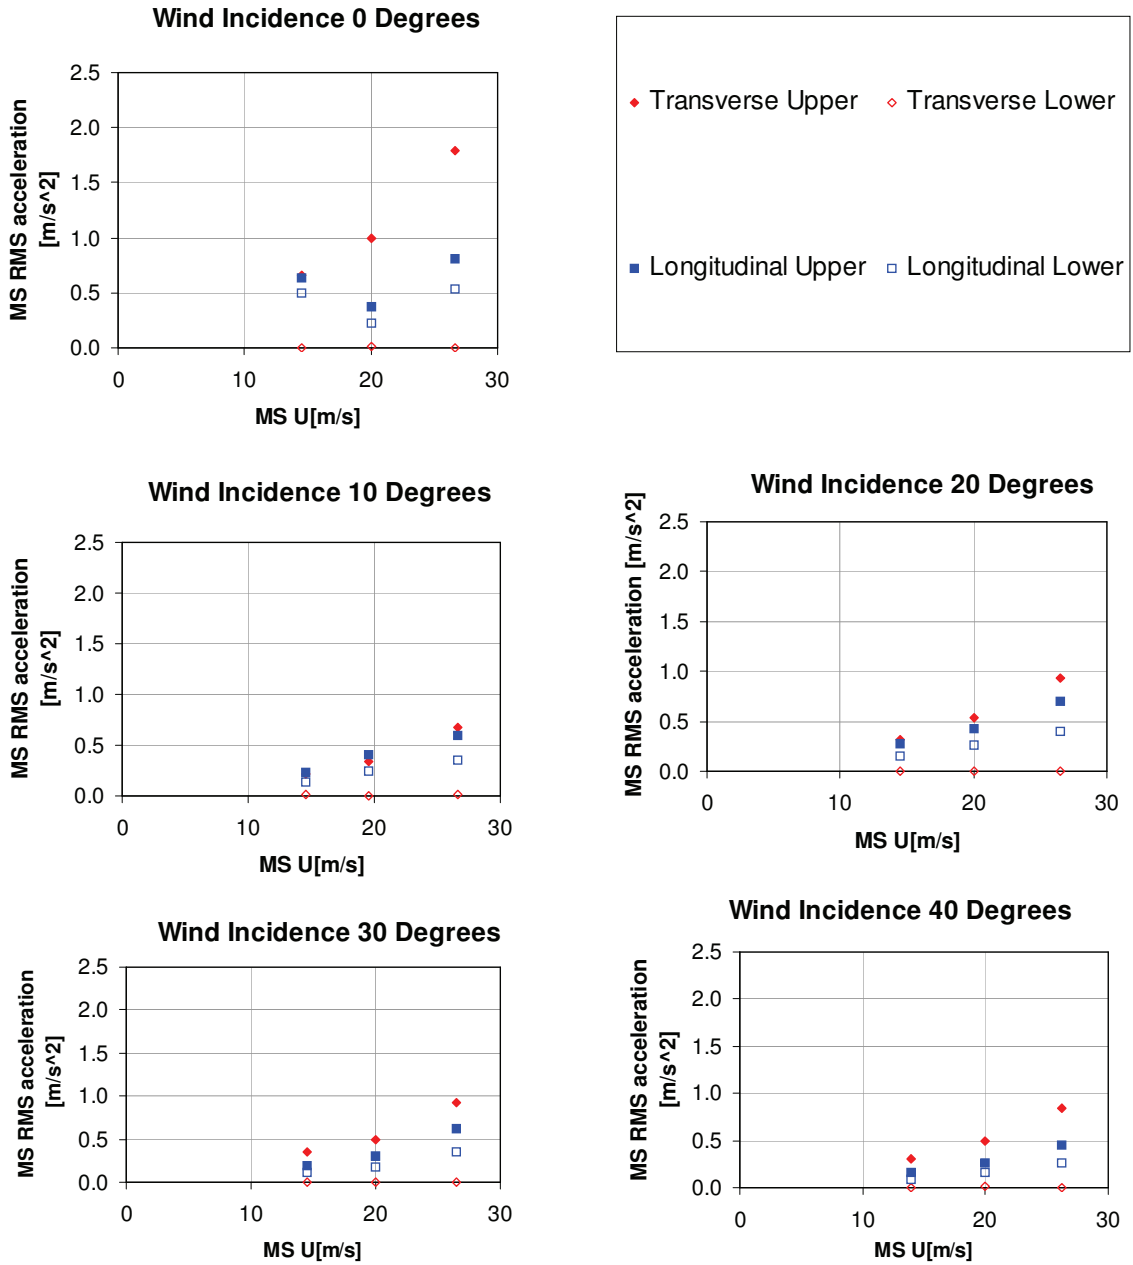 Wind Incidence 0 Degrees
MS RMS acceleration
[m/s^2]
2.5
2.0
1.5
1.0
0.5
0.0
0 10 20 30
MS U[m/s]
Transverse Upper Transverse Lower
Longitudinal Upper Longitudinal Lower
Wind Incidence 10 Degrees
MS RMS acceleration
[m/s^2]
2.5
2.0
1.5
1.0
0.5
0.0
0 10 20 30
MS U[m/s]
Wind Incidence 20 Degrees
MS RMS acceleration [m/s^2]
2.5
2.0
1.5
1.0
0.5
0.0
0 10 20 30
MS U[m/s]
Wind Incidence 30 Degrees
MS RMS acceleration
[m/s^2]
2.5
2.0
1.5
1.0
0.5
0.0
0 10 20 30
MS U[m/s]
Wind Incidence 40 Degrees
MS RMS acceleration
[m/s^2]
2.5
2.0
1.5
1.0
0.5
0.0
0 10 20 30
MS U[m/s]